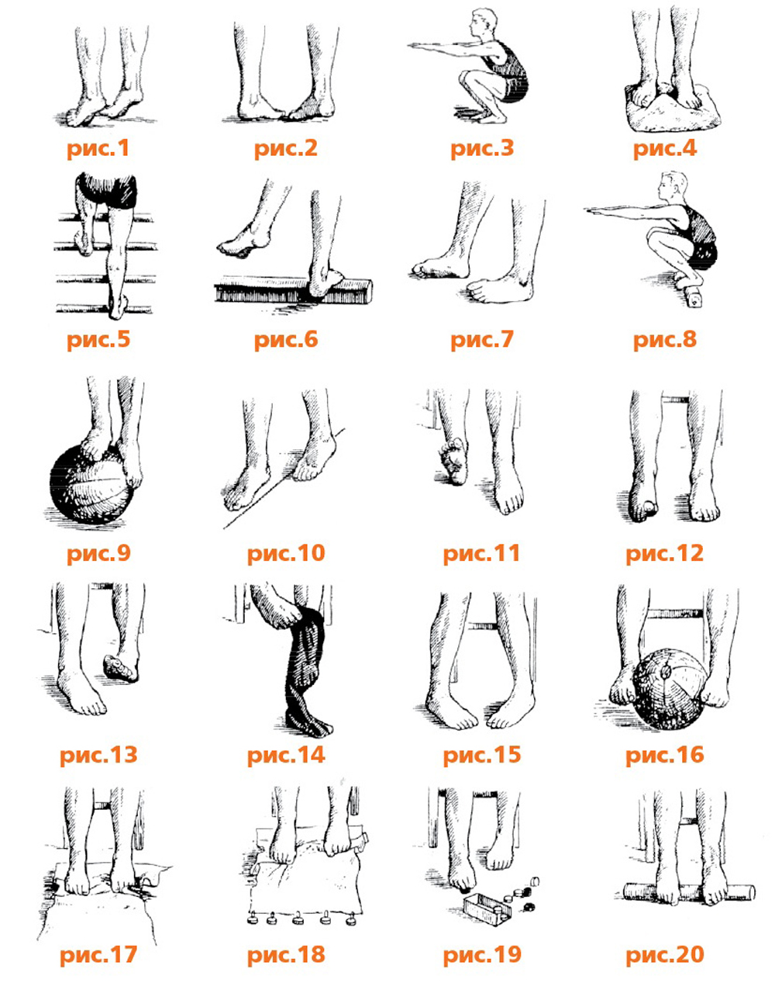 рис.1 рис.2 рис.3 рис.4
рис.5 рис.6 рис.7 рис.8
рис.9 рис.10 рис.11 рис.12
рис.13 рис.14 рис.15 рис.16
рис.17 рис.18 рис.19 рис.20